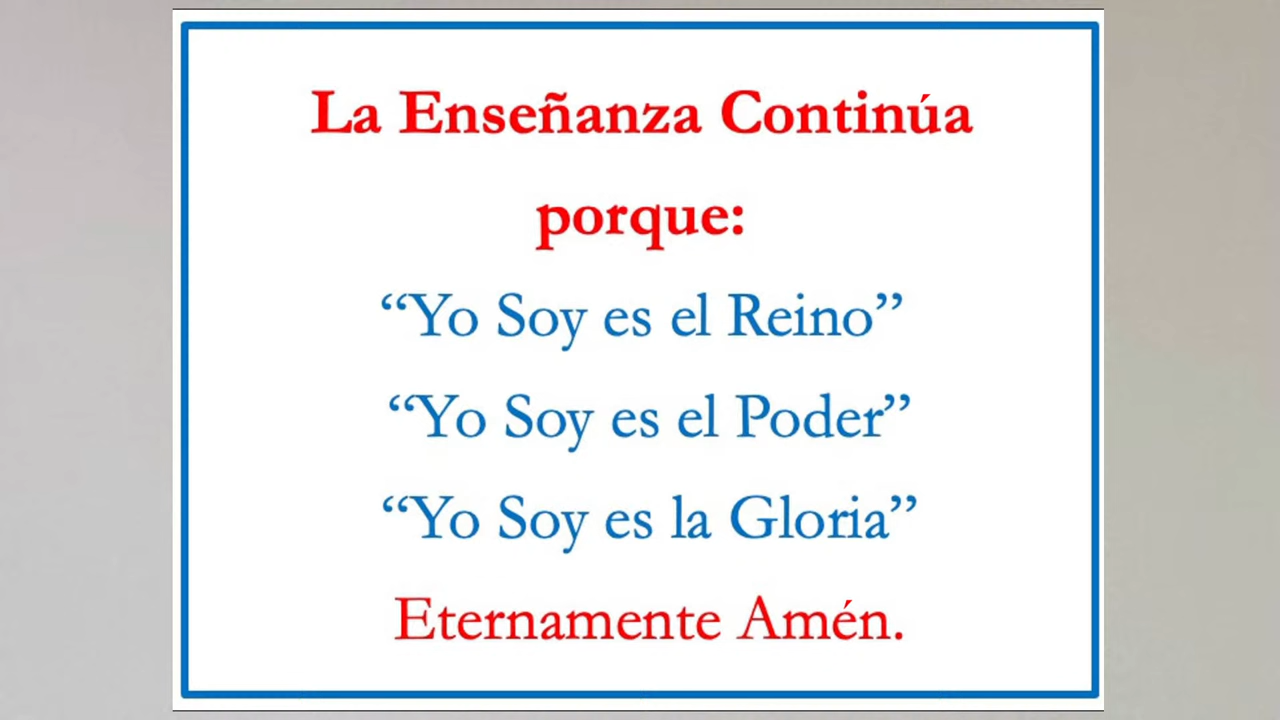 La Enseñanza Continúa
porque:
“Yo Soy es el Reino”
“Yo Soy es el Poder”
“Yo Soy es la Gloria”
Eternamente Amén.